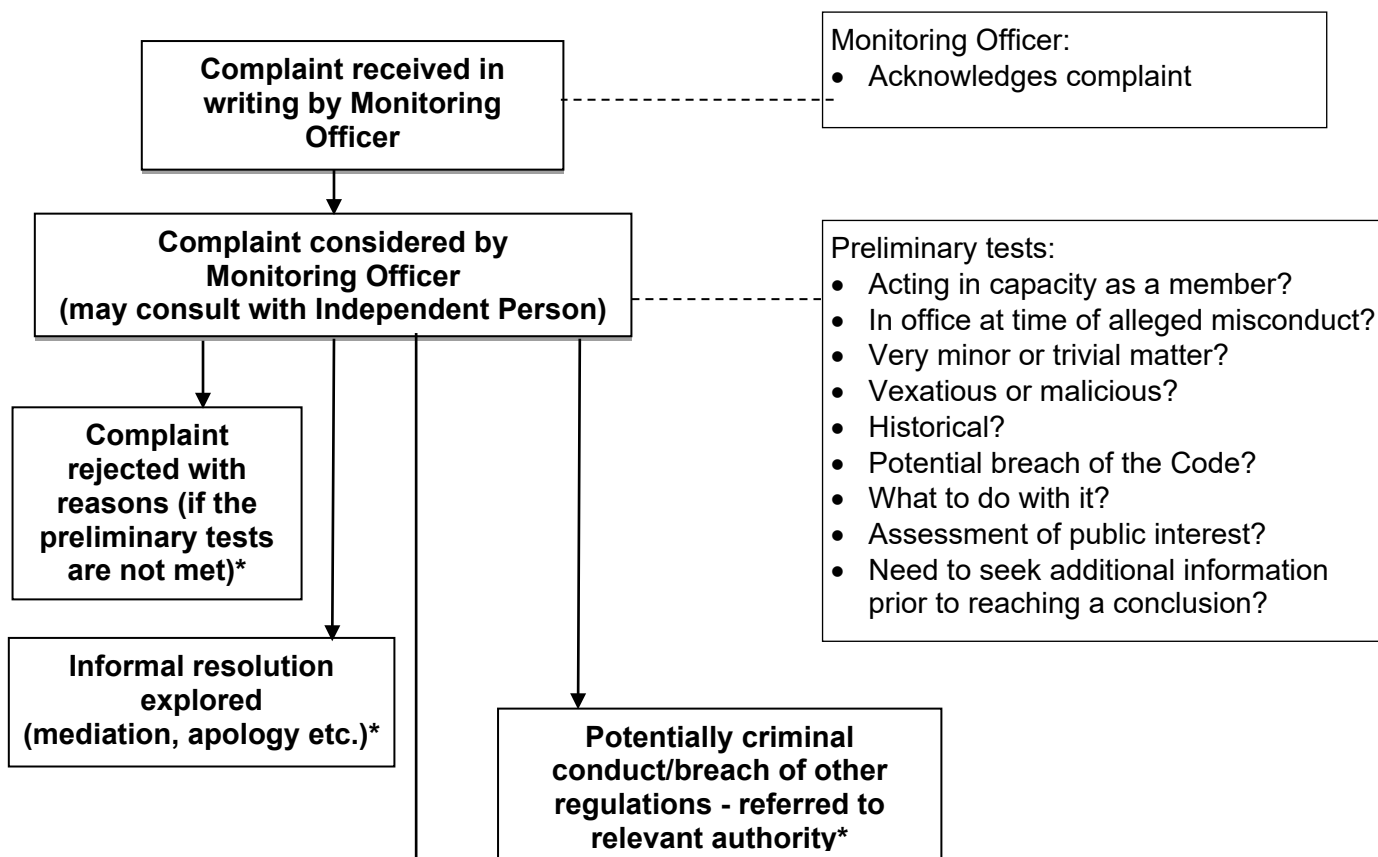 Complaint received in
writing by Monitoring
Officer
Monitoring Officer:
• Acknowledges complaint
Complaint considered by
Monitoring Officer
(may consult with Independent Person)
Preliminary tests:
• Acting in capacity as a member?
• In office at time of alleged misconduct?
• Very minor or trivial matter?
• Vexatious or malicious?
• Historical?
• Potential breach of the Code?
• What to do with it?
• Assessment of public interest?
• Need to seek additional information
prior to reaching a conclusion?
Complaint
rejected with
reasons (if the
preliminary tests
are not met)*
Informal resolution
explored
(mediation, apology etc.)*
Potentially criminal
conduct/breach of other
regulations - referred to
relevant authority*